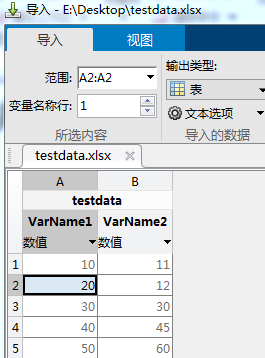 导入 - E:\Desktop\testdata.xlsx
导入 视图
范围: A2:A2
变量名称行: 1
所选内容
输出类型:
表
文本选项
导入的数据
testdata.xlsx
A B
testdata
VarName1 VarName2
数值 数值
1 10 11
2 20 12
3 30 30
4 40 45
5 50 60